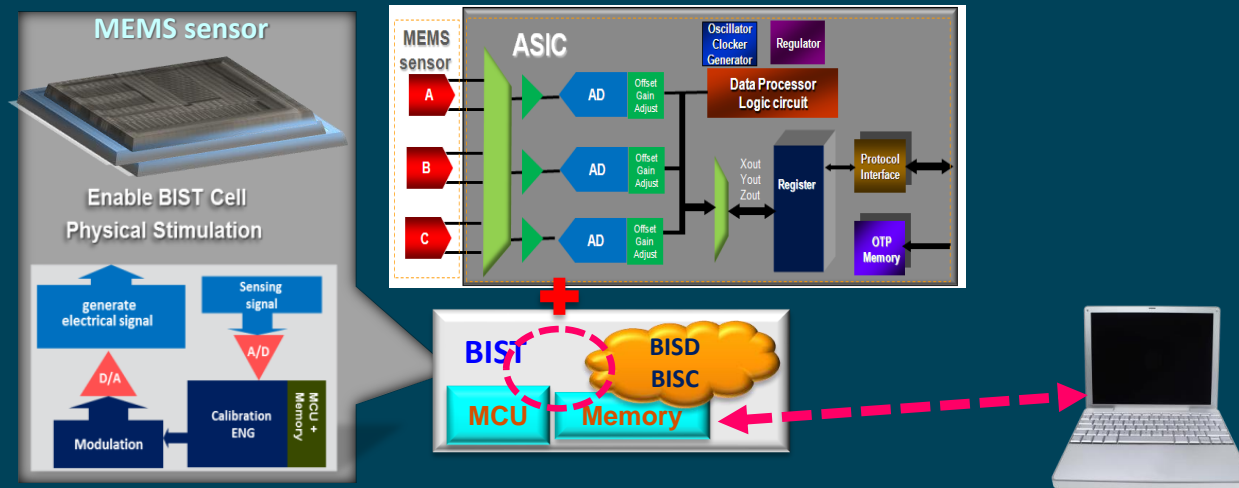 MEMS sensor
Enable BIST Cell
Physical Stimulation
generate
electrical signal
Sensing
signal
D/A
A/D
Modulation
Calibration
ENG
MCU +
Memory
MEMS
sensor
A
B
C
ASIC
AD
Offset
Gain
Adjust
AD
Offset
Gain
Adjust
AD
Offset
Gain
Adjust
Oscillator
Clocker
Generator
Regulator
Data Processor
Logic circuit
Xout
Yout
Zout
Register
Protocol
Interface
OTP
Memory
BIST
BISD
BISC
MCU
Memory